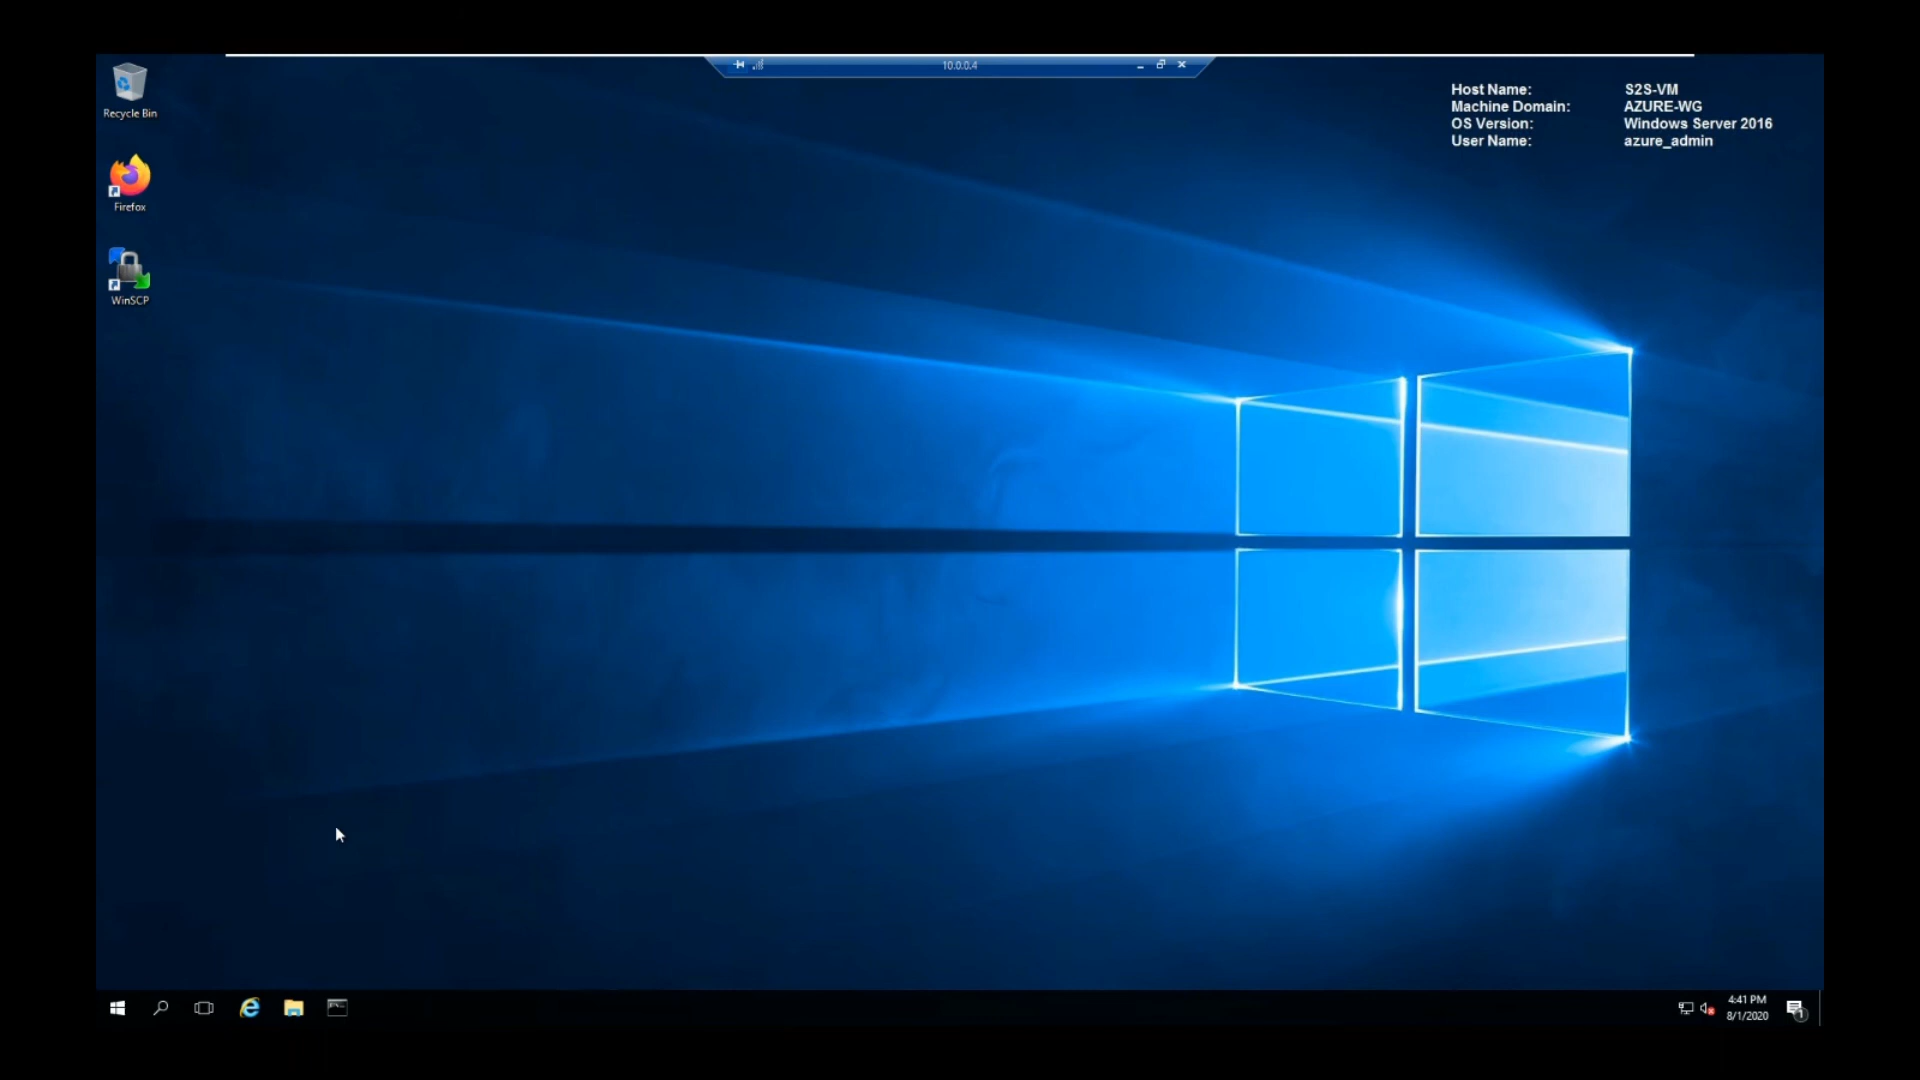 10.0.0.4
Host Name: S2S-VM
Machine Domain: AZURE-WG
OS Version: Windows Server 2016
User Name: azure_admin
Recycle Bin
Firefox
WinSCP
4:41 PM
8/1/2020
1